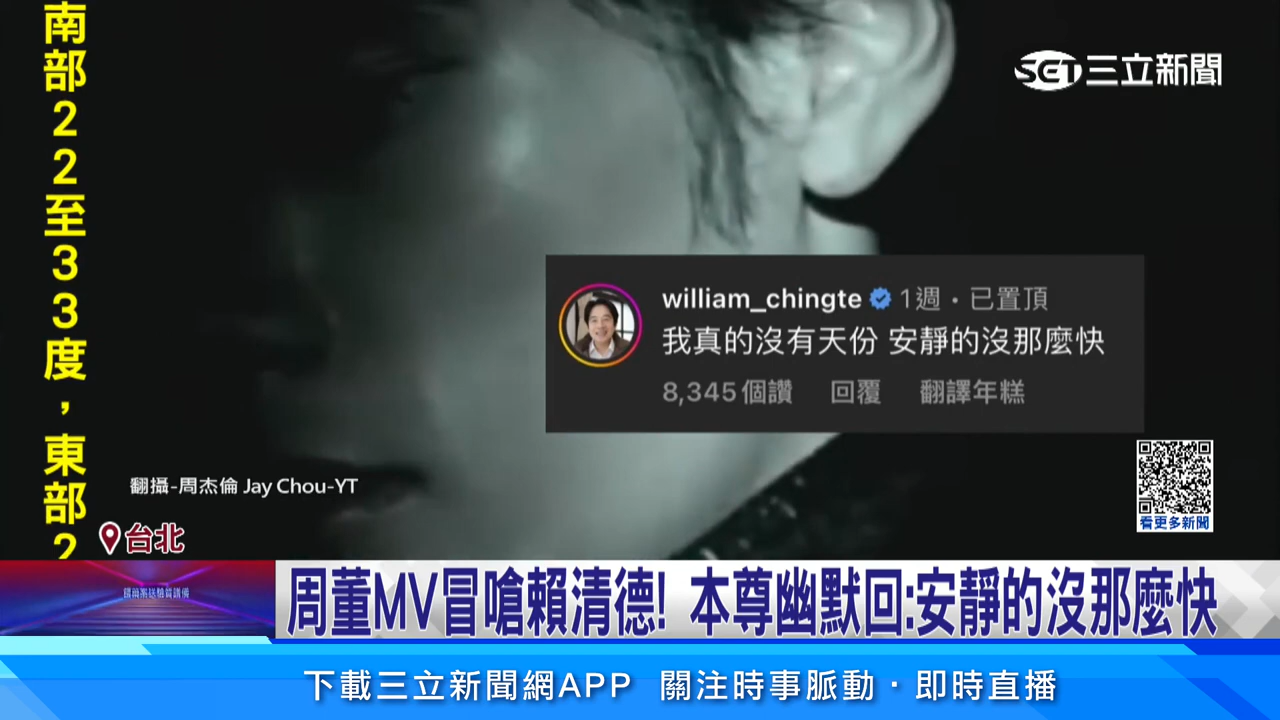 南部22至33度，東部2
SET三立新聞
william_chingte 1週・已置頂
我真的沒有天份 安靜的沒那麼快
8,345個讚 回覆 翻譯年糕
翻攝-周杰倫 Jay Chou-YT
看更多新聞
台北
周董MV冒嗆賴清德! 本尊幽默回:安靜的沒那麼快
下載三立新聞網APP 關注時事脈動・即時直播